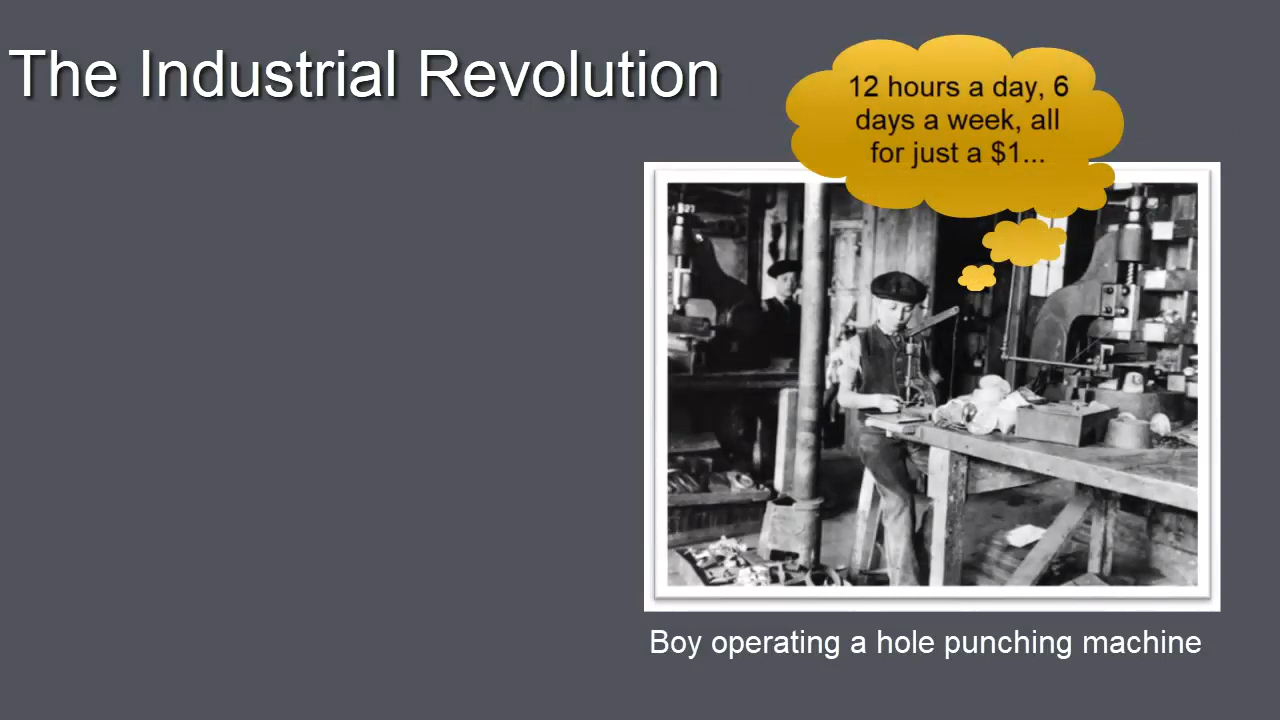 The Industrial Revolution
12 hours a day, 6
days a week, all
for just a $1...
Boy operating a hole punching machine